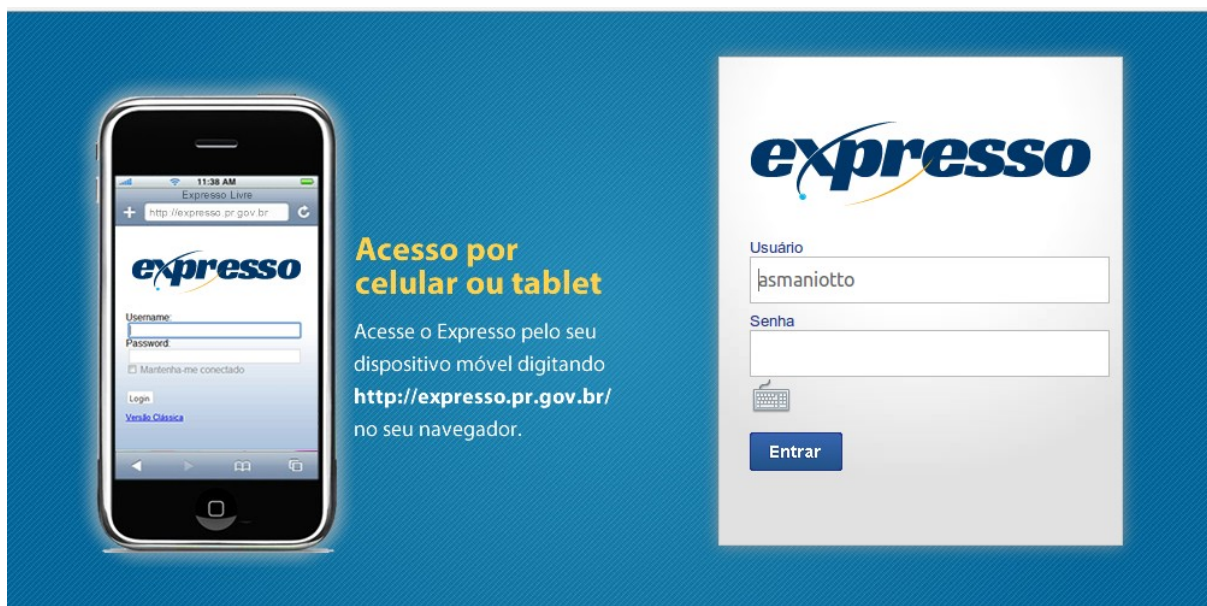 11:38 AM
Expresso Livre
http://expresso.pr.gov.br
expresso
Username:
Password:
Mantenha-me conectado
Login
Versão Clássica
Acesso por
celular ou tablet
Acesse o Expresso pelo seu
dispositivo móvel digitando
http://expresso.pr.gov.br/
no seu navegador.
expresso
Usuário
asmaniotto
Senha
Entrar